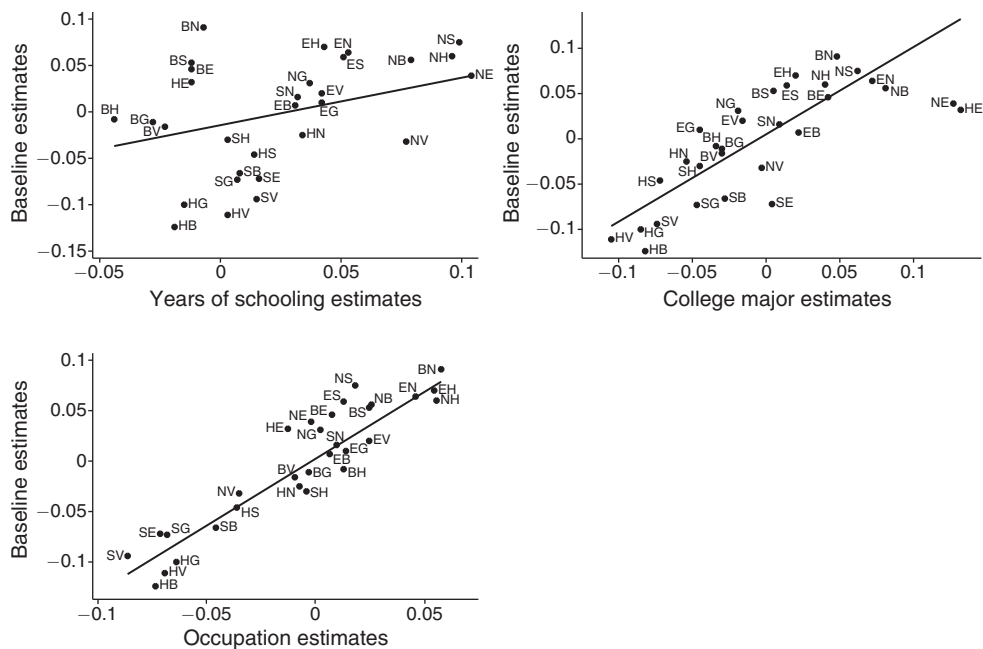 0.1
0.05
0
−0.05
−0.1
−0.15
Baseline estimates
BN
BS
BE
HE
BH
BG
BV
EH
EN
ES
NB
NS
NH
NE
NG
SN
EB
EV
EG
HN
NV
SH
HS
SB
SG
SE
SV
HG
HV
HB
−0.05
0
0.05
0.1
Years of schooling estimates
0.1
0.05
0
−0.05
−0.1
Baseline estimates
BN
EH
NH
NS
EN
NB
BS
ES
BE
NE
HE
NG
EV
SN
EB
EG
BH
BG
BV
HN
SH
HS
NV
SG
SB
SE
SV
HG
HV
HB
−0.1
−0.05
0
0.05
0.1
College major estimates
0.1
0.05
0
−0.05
−0.1
Baseline estimates
BN
NS
EN
EH
NH
ES
NB
BS
BE
NE
HE
NG
SN
EV
EG
EB
BV
BG
BH
HN
SH
NV
HS
SB
SE
SG
SV
HG
HV
HB
−0.1
−0.05
0
0.05
Occupation estimates